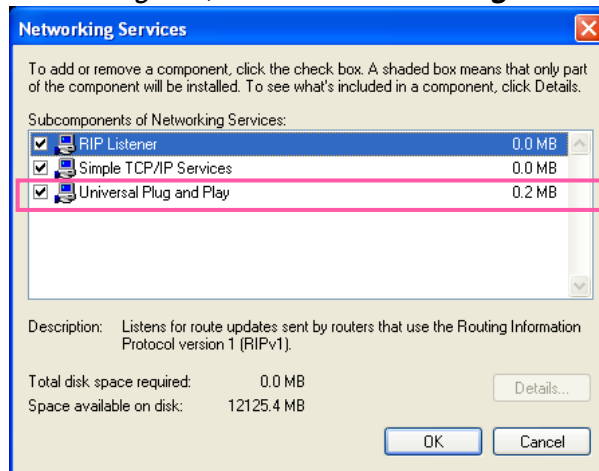 Networking Services
To add or remove a component, click the check box. A shaded box means that only part
of the component will be installed. To see what's included in a component, click Details.
Subcomponents of Networking Services:
RIP Listener 0.0 MB
Simple TCP/IP Services 0.0 MB
Universal Plug and Play 0.2 MB
Description: Listens for route updates sent by routers that use the Routing Information
Protocol version 1 (RIPv1).
Total disk space required: 0.0 MB
Details...
Space available on disk: 12125.4 MB
OK Cancel